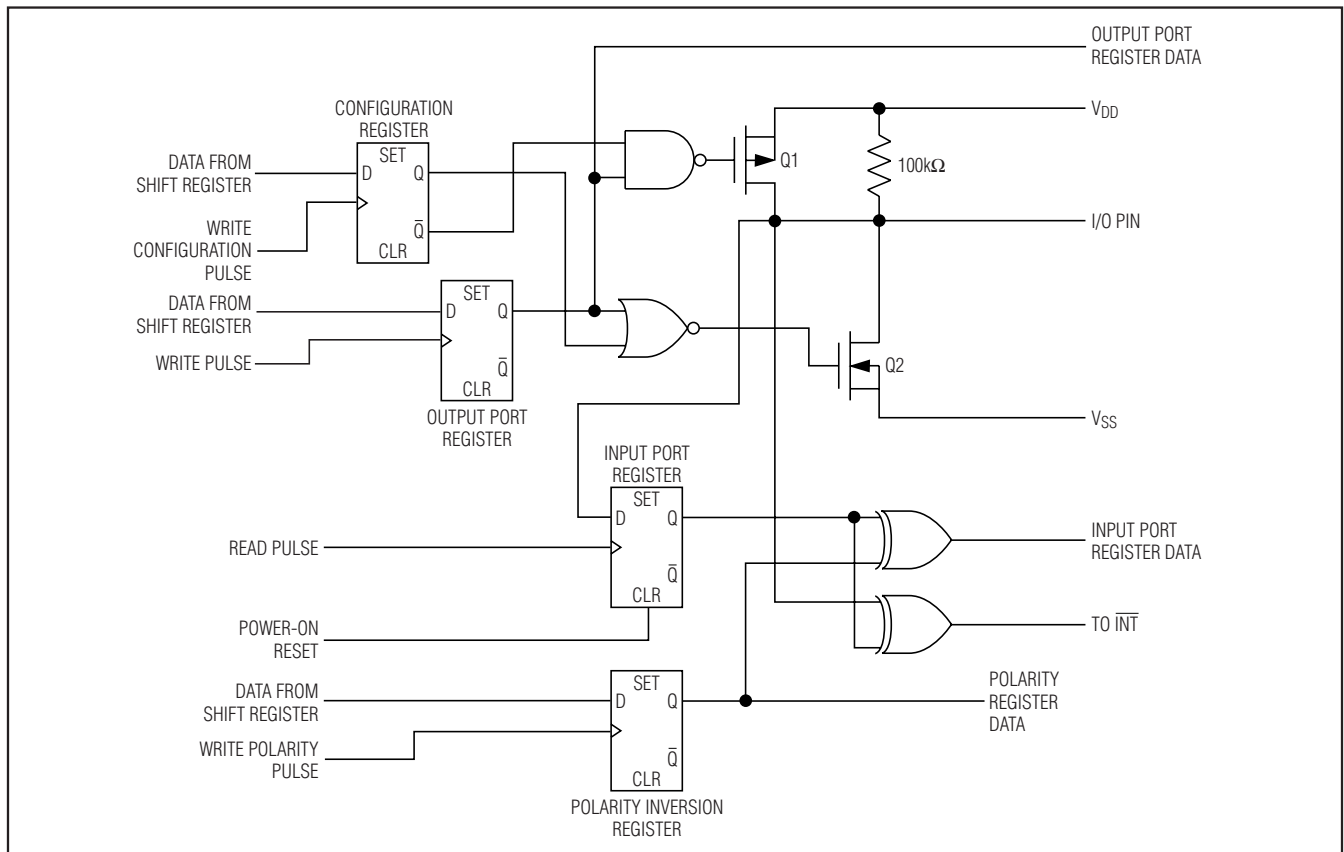 OUTPUT PORT
REGISTER DATA
CONFIGURATION
REGISTER
V_DD
SET
DATA FROM
SHIFT REGISTER
D
Q
Q1
100kΩ
Q̅
I/O PIN
WRITE
CONFIGURATION
PULSE
CLR
DATA FROM
SHIFT REGISTER
SET
D
Q
WRITE PULSE
Q̅
CLR
Q2
OUTPUT PORT
REGISTER
V_SS
INPUT PORT
REGISTER
SET
D
Q
READ PULSE
Q̅
CLR
INPUT PORT
REGISTER DATA
POWER-ON
RESET
TO I̅N̅T̅
DATA FROM
SHIFT REGISTER
SET
D
Q
POLARITY
REGISTER
DATA
WRITE POLARITY
PULSE
Q̅
CLR
POLARITY INVERSION
REGISTER